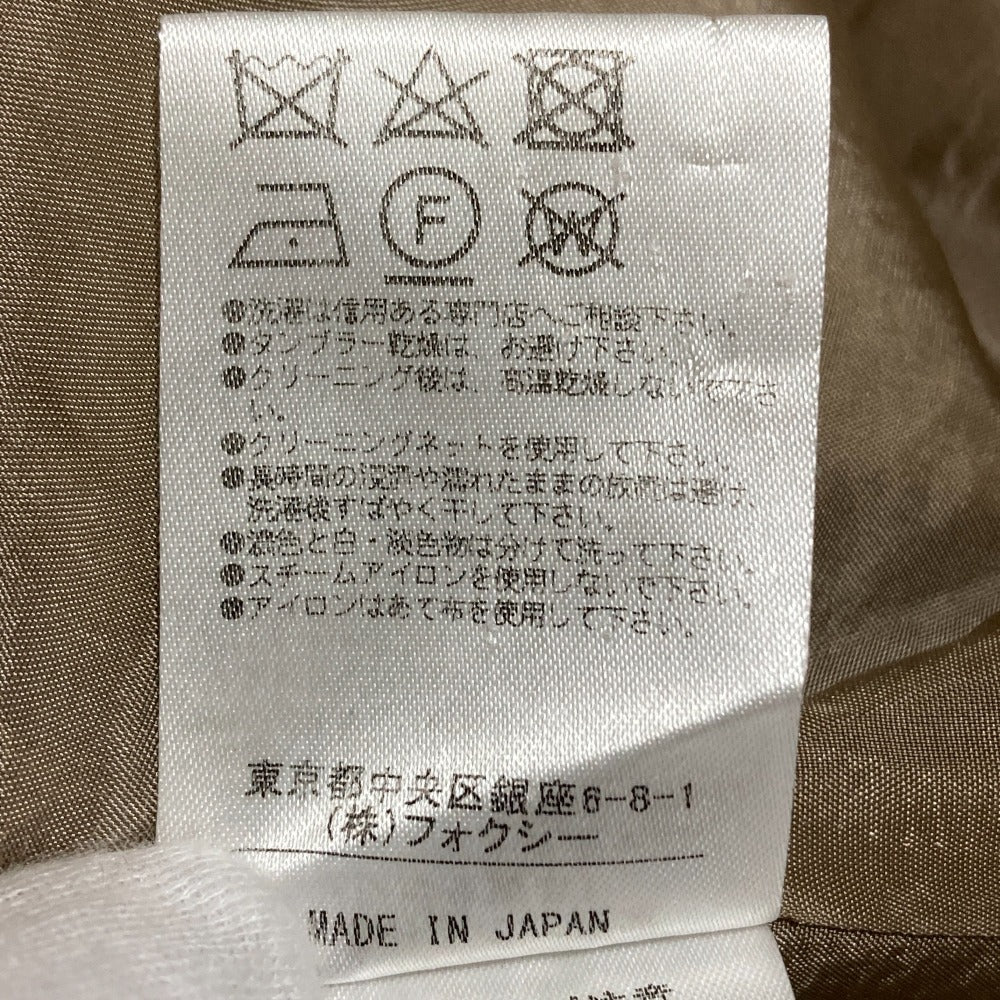 F
W
●洗濯は信用ある専門店へご相談下さい。
●タンブラー乾燥は、お避け下さい。
●クリーニング後は、高温乾燥しないで下さ
い。
●クリーニングネットを使用して下さい。
●長時間の浸漬や濡れたままの放置は避け
洗濯後すばやく干して下さい。
●濃色と白・淡色物は分けて洗って下さい。
●スチームアイロンを使用しないで下さい。
●アイロンはあて布を使用して下さい。
東京都中央区銀座6-8-1
(株)フォクシー
MADE IN JAPAN